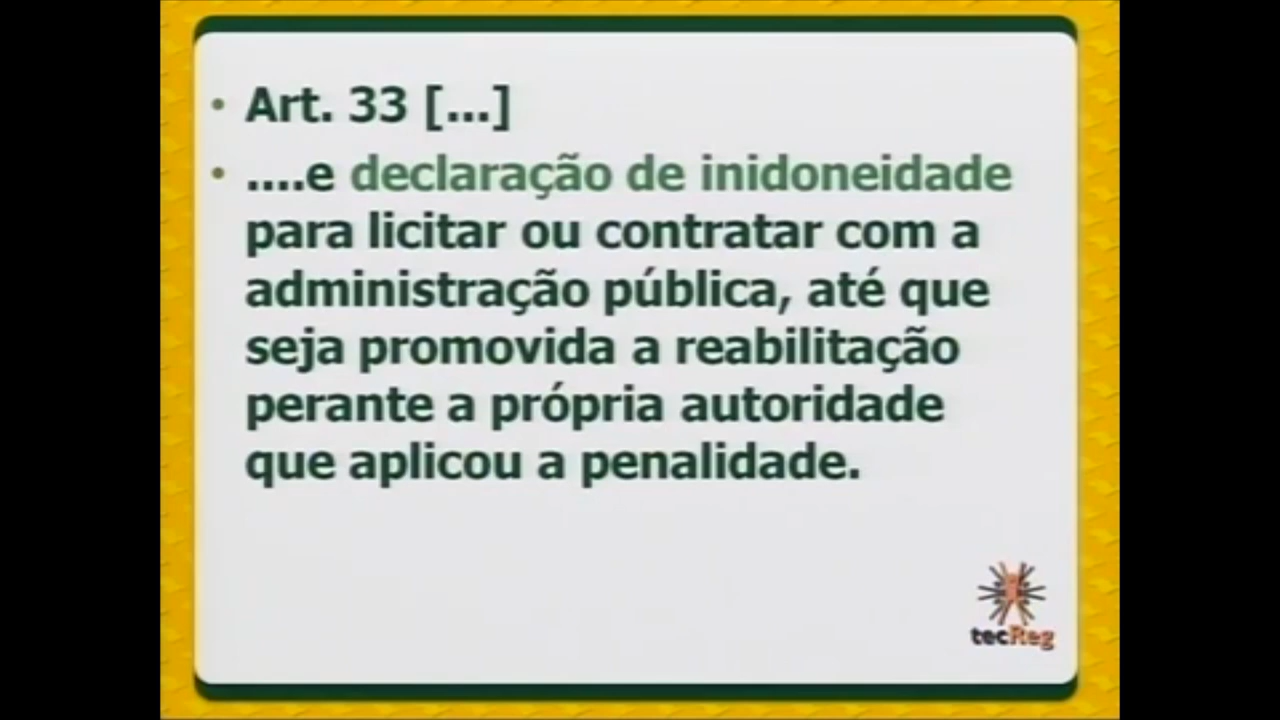 • Art. 33 [...]
• ....e declaração de inidoneidade
para licitar ou contratar com a
administração pública, até que
seja promovida a reabilitação
perante a própria autoridade
que aplicou a penalidade.
tecReg